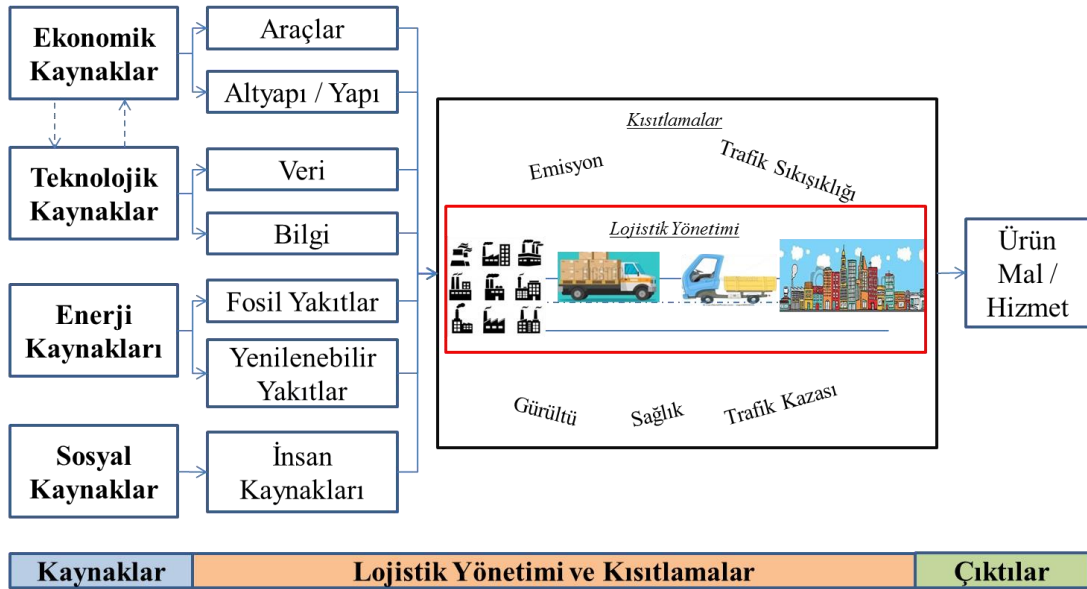 Ekonomik
Kaynaklar
Araçlar
Altyapı / Yapı
Teknolojik
Kaynaklar
Veri
Bilgi
Enerji
Kaynakları
Fosil Yakıtlar
Yenilenebilir
Yakıtlar
Sosyal
Kaynaklar
İnsan
Kaynakları
Kısıtlamalar
Emisyon
Trafik Sıkışıklığı
Lojistik Yönetimi
Gürültü
Sağlık
Trafik Kazası
Ürün
Mal /
Hizmet
Kaynaklar
Lojistik Yönetimi ve Kısıtlamalar
Çıktılar